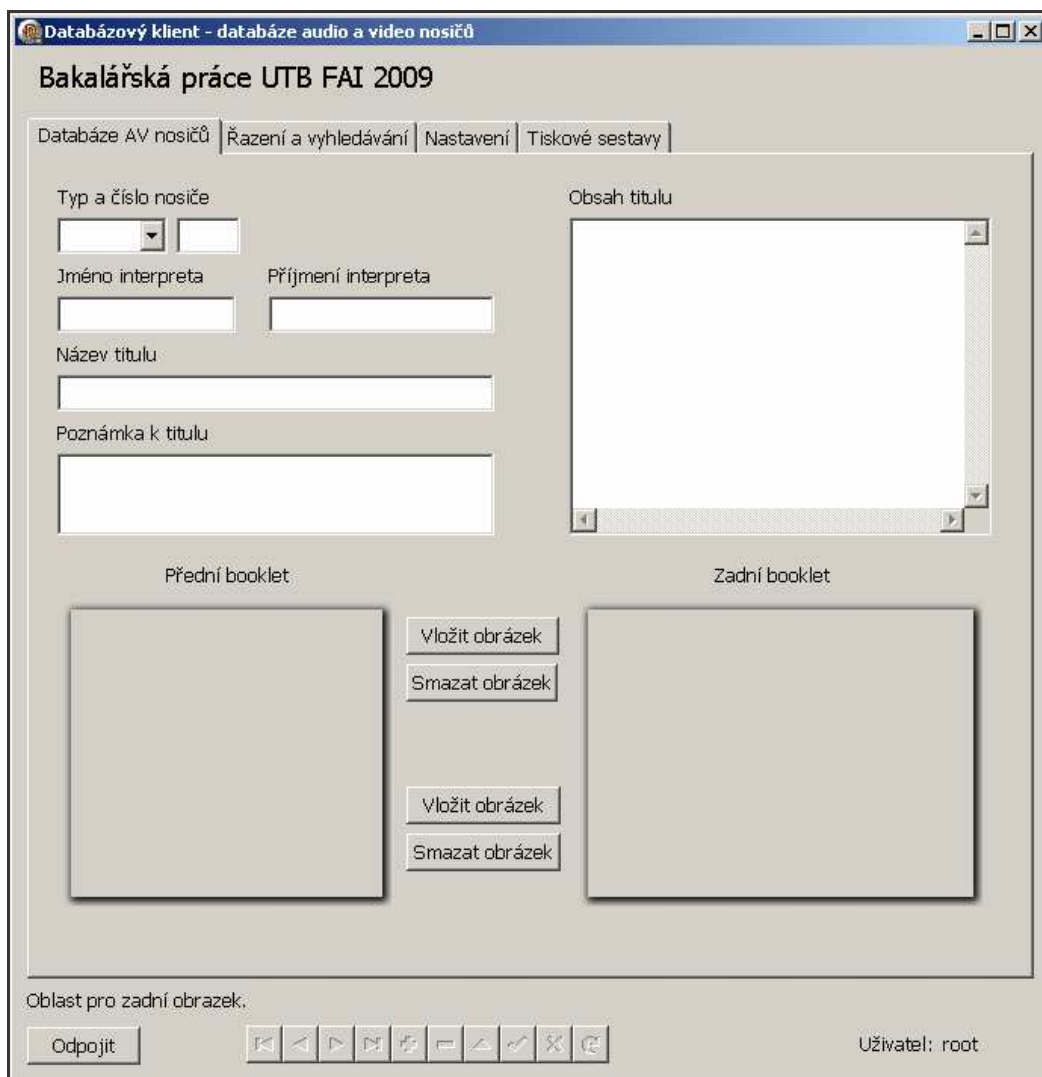 Databázový klient - databáze audio a video nosičů
Bakalářská práce UTB FAI 2009
Databáze AV nosičů Řazení a vyhledávání Nastavení Tiskové sestavy
Typ a číslo nosiče
Obsah titulu
Jméno interpreta Příjmení interpreta
Název titulu
Poznámka k titulu
Přední booklet
Zadní booklet
Vložit obrázek
Smazat obrázek
Vložit obrázek
Smazat obrázek
Oblast pro zadní obrazek.
Odpojit
Uživatel: root